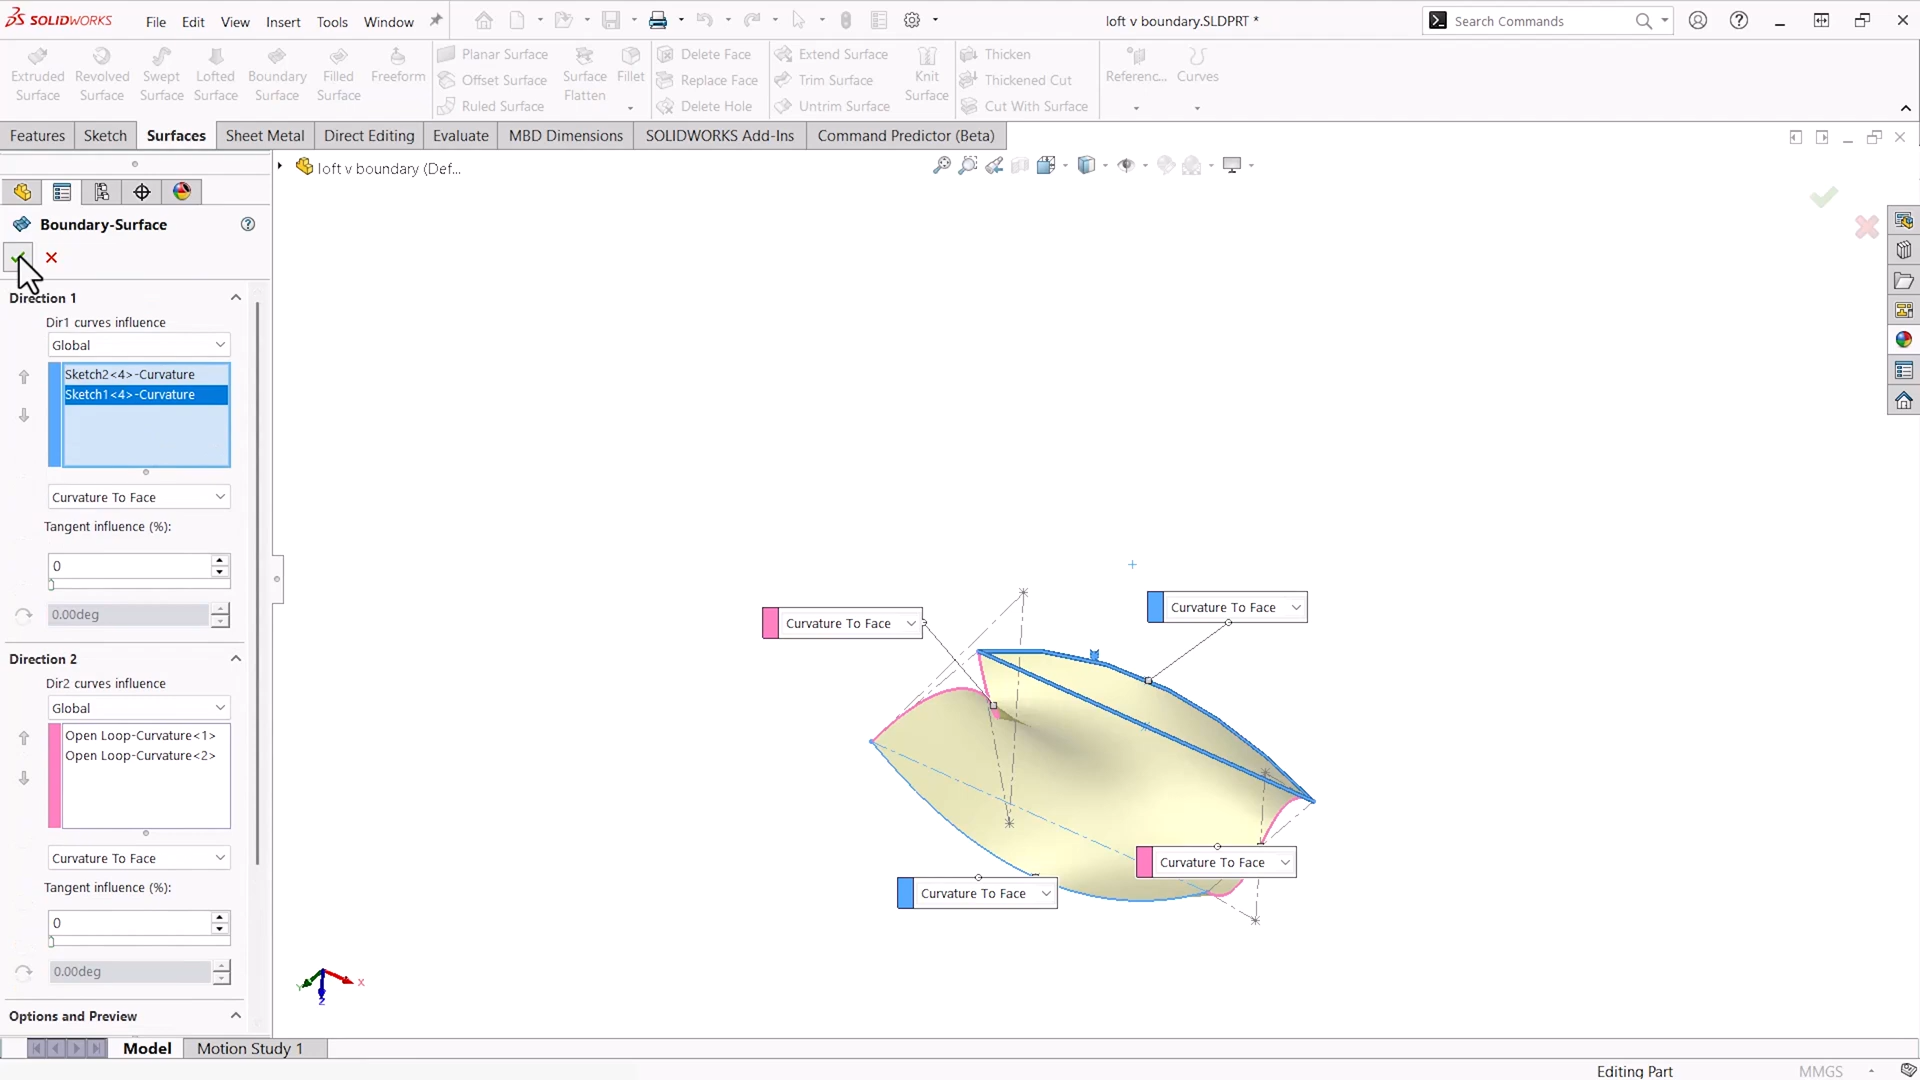 SOLIDWORKS
File Edit View Insert Tools Window
loft v boundary.SLDPRT *
Search Commands
Extruded Surface
Revolved Surface
Swept Surface
Lofted Surface
Boundary Surface
Filled Surface
Freeform
Planar Surface
Offset Surface
Ruled Surface
Surface Flatten
Fillet
Delete Face
Replace Face
Delete Hole
Extend Surface
Trim Surface
Untrim Surface
Knit Surface
Thicken
Thickened Cut
Cut With Surface
Referenc...
Curves
Features Sketch Surfaces Sheet Metal Direct Editing Evaluate MBD Dimensions SOLIDWORKS Add-Ins Command Predictor (Beta)
loft v boundary (Def...
Boundary-Surface
Direction 1
Dir1 curves influence
Global
Sketch2<4>-Curvature
Sketch1<4>-Curvature
Curvature To Face
Tangent influence (%):
0
0.00deg
Direction 2
Dir2 curves influence
Global
Open Loop-Curvature<1>
Open Loop-Curvature<2>
Curvature To Face
Tangent influence (%):
0
0.00deg
Options and Preview
Curvature To Face
Curvature To Face
Curvature To Face
Curvature To Face
X
Y
Z
Model Motion Study 1
Editing Part MMGS